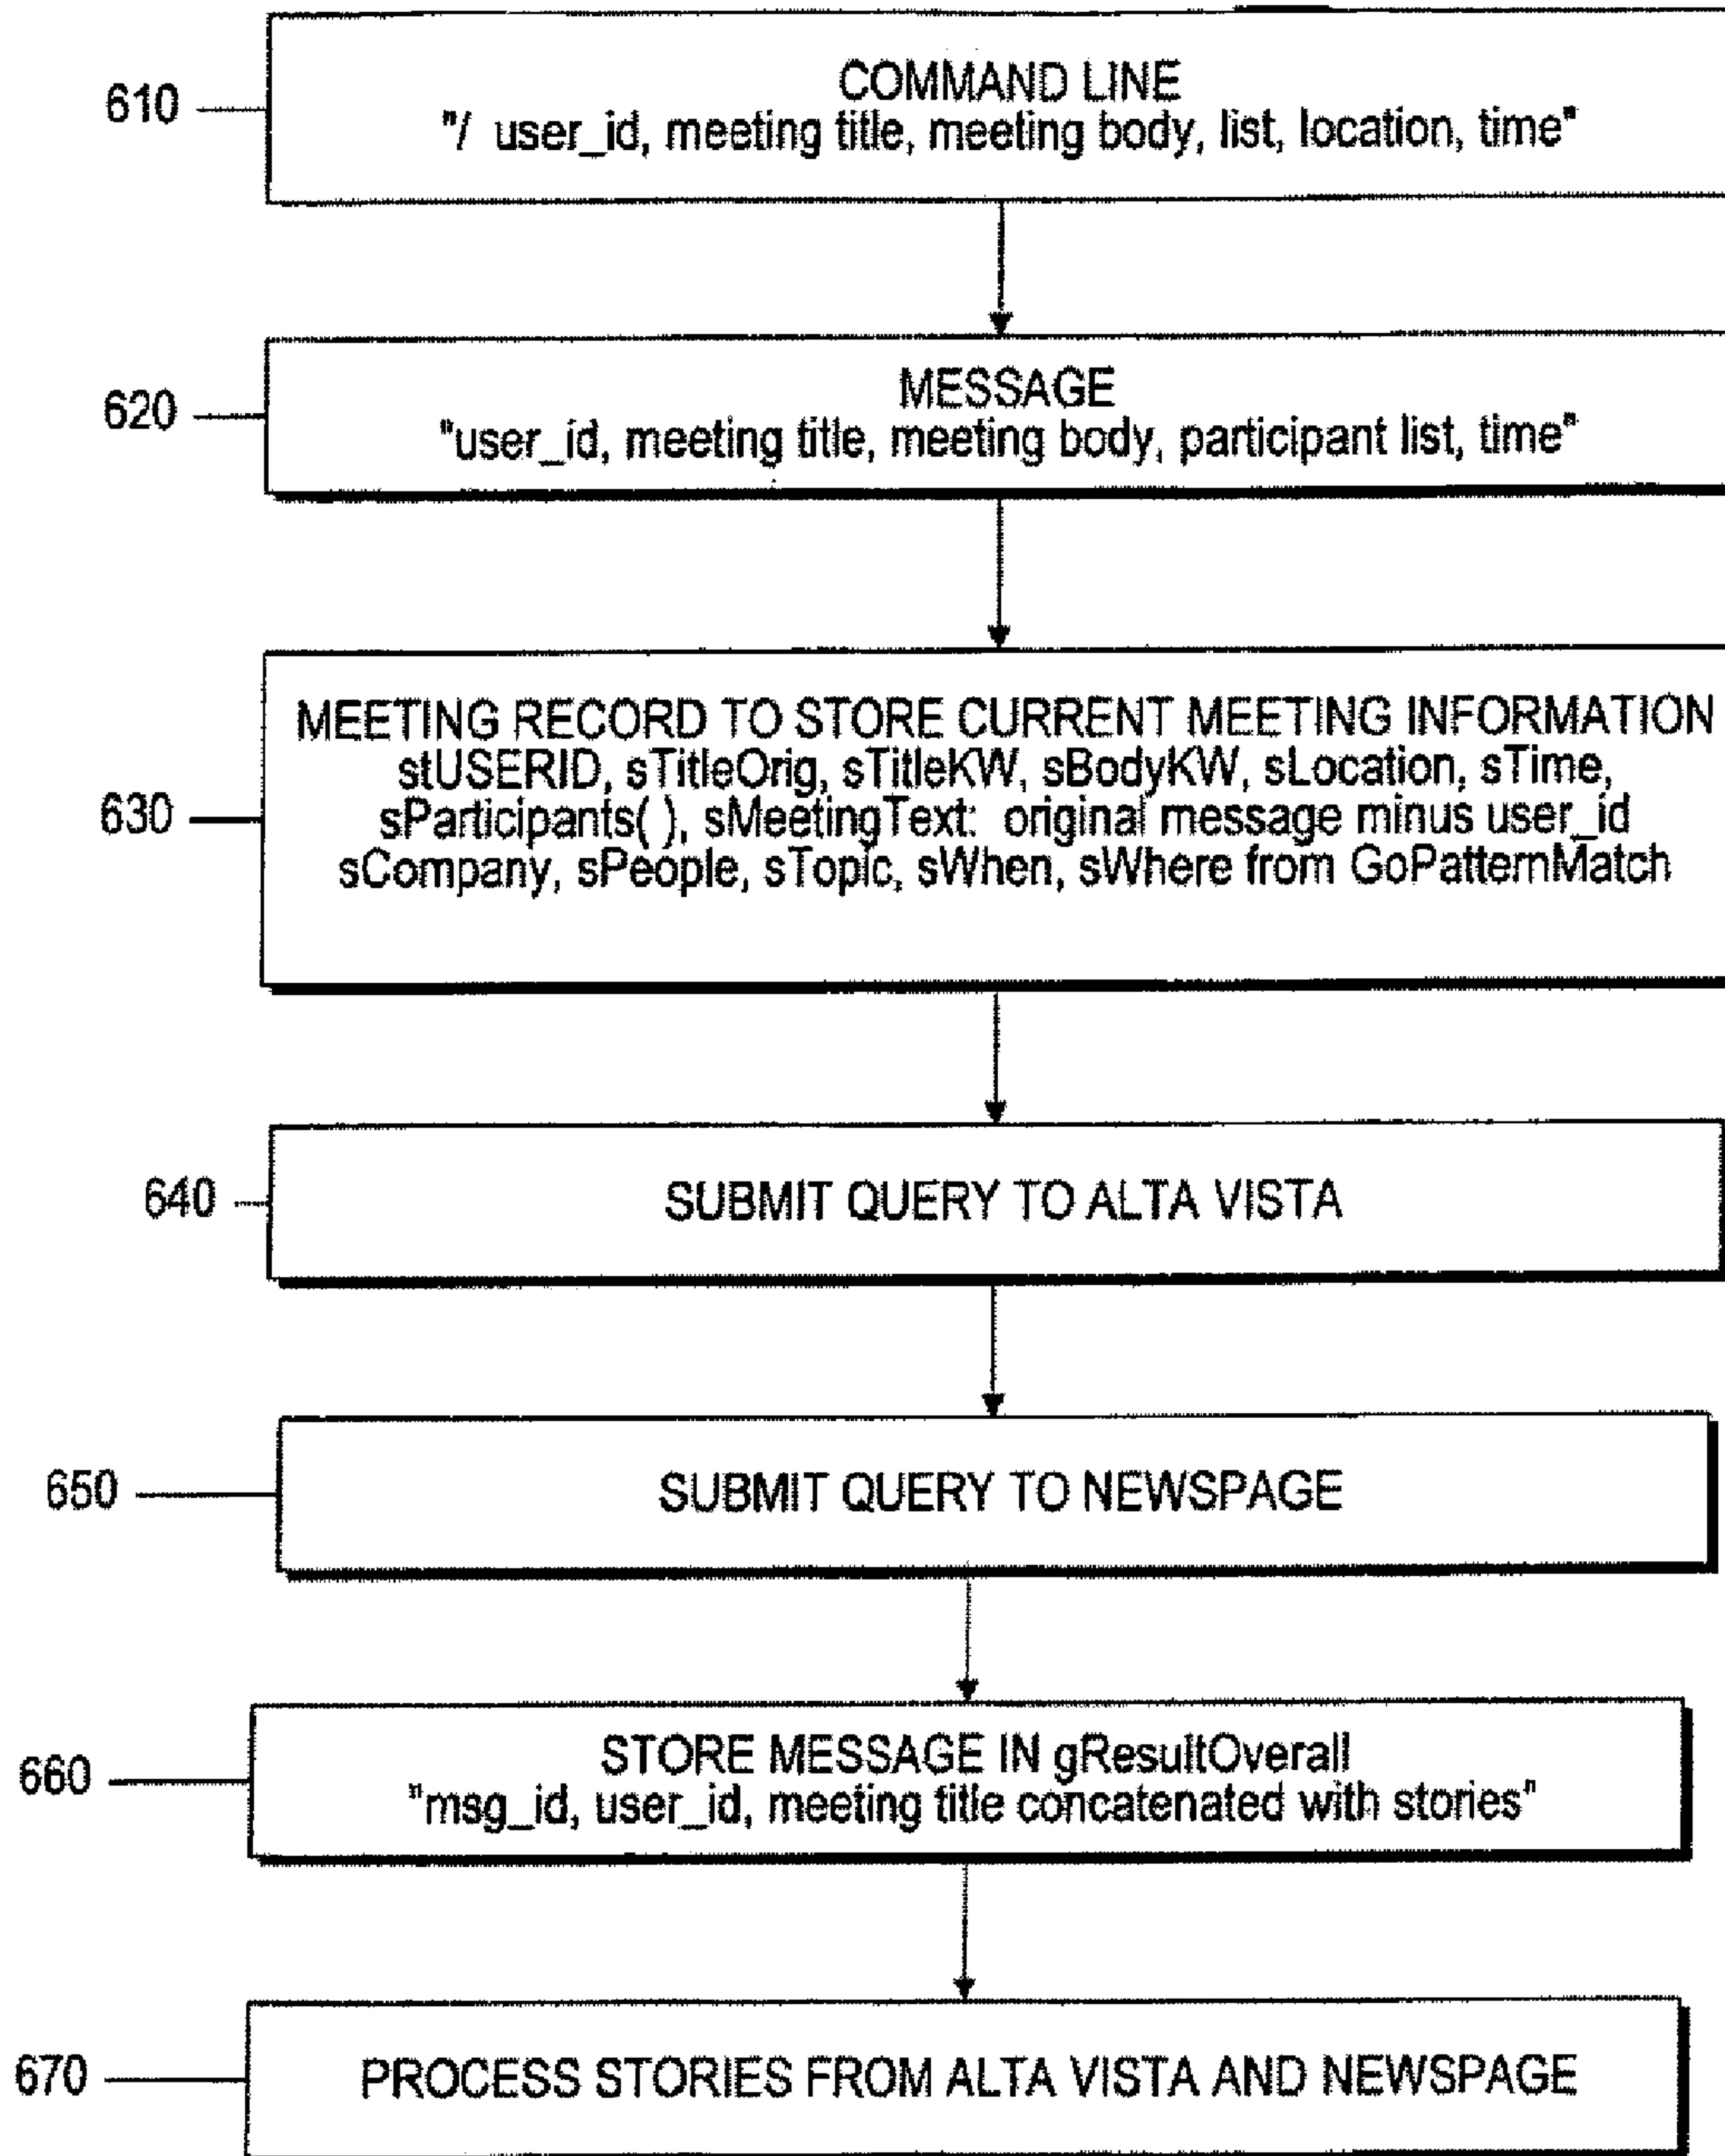 610
COMMAND LINE
"/ user_id, meeting title, meeting body, list, location, time"
620
MESSAGE
"user_id, meeting title, meeting body, participant list, time"
630
MEETING RECORD TO STORE CURRENT MEETING INFORMATION
stUSERID, sTitleOrig, sTitleKW, sBodyKW, sLocation, sTime,
sParticipants( ), sMeetingText: original message minus user_id
sCompany, sPeople, sTopic, sWhen, sWhere from GoPatternMatch
640
SUBMIT QUERY TO ALTA VISTA
650
SUBMIT QUERY TO NEWSPAGE
660
STORE MESSAGE IN gResultOverall
"msg_id, user_id, meeting title concatenated with stories"
670
PROCESS STORIES FROM ALTA VISTA AND NEWSPAGE